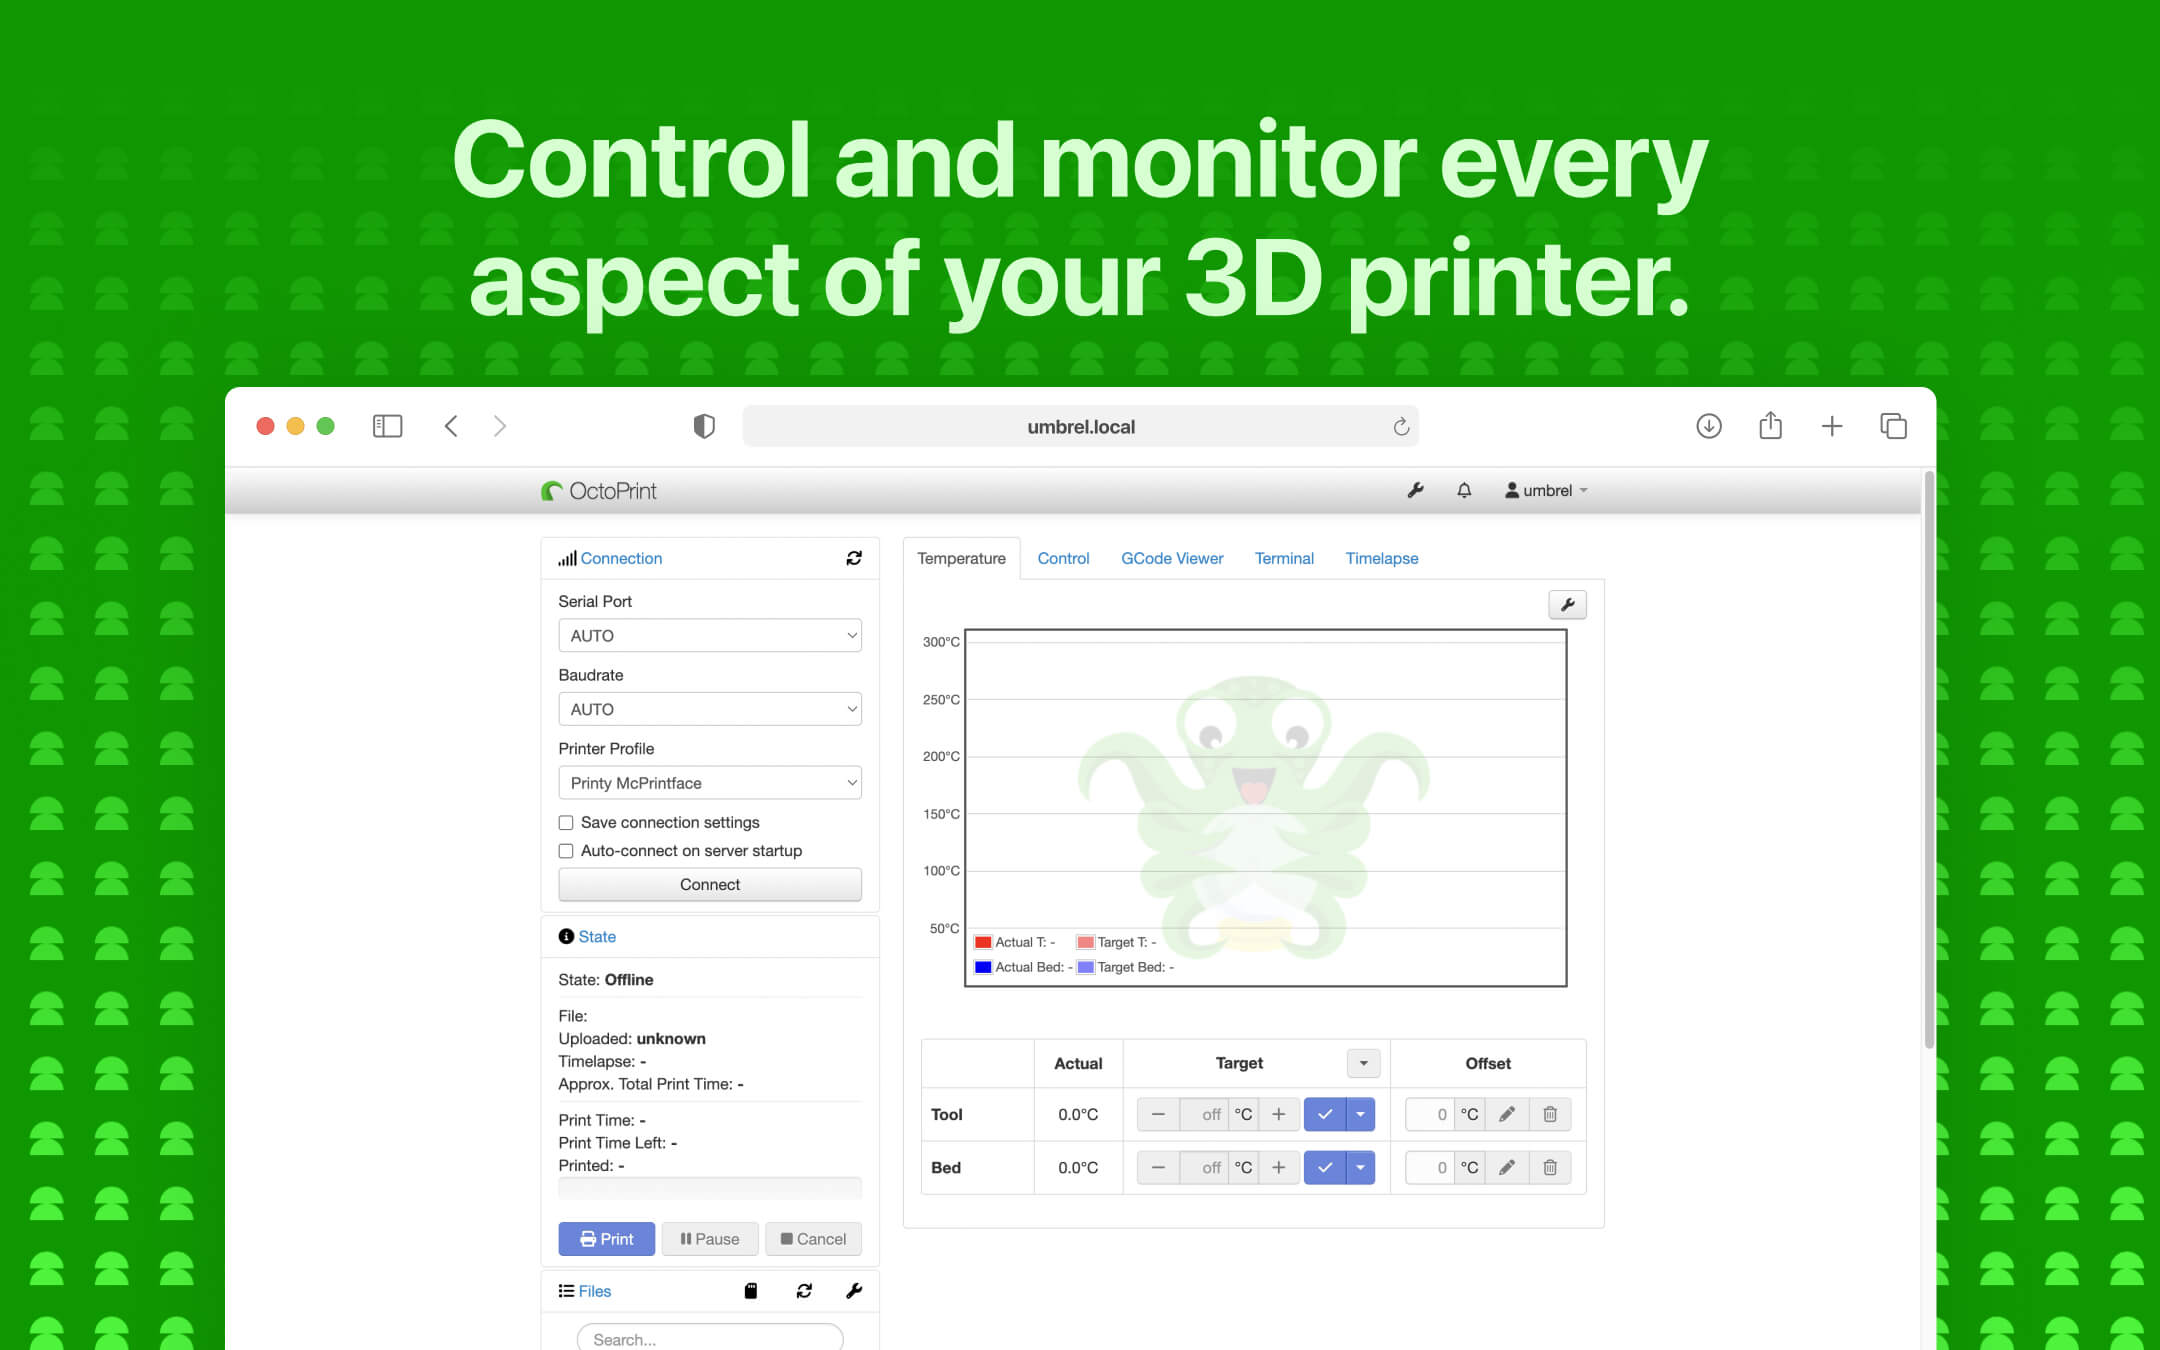 Control and monitor every
aspect of your 3D printer.
umbrel.local
OctoPrint
umbrel
Connection
Serial Port
AUTO
Baudrate
AUTO
Printer Profile
Printy McPrintface
Save connection settings
Auto-connect on server startup
Connect
State
State: Offline
File:
Uploaded: unknown
Timelapse: -
Approx. Total Print Time: -
Print Time: -
Print Time Left: -
Printed: -
Print Pause Cancel
Files
Search...
Temperature Control GCode Viewer Terminal Timelapse
300°C
250°C
200°C
150°C
100°C
50°C
Actual T: - Target T: -
Actual Bed: - Target Bed: -
Actual Target Offset
Tool 0.0°C off °C 0 °C
Bed 0.0°C off °C 0 °C